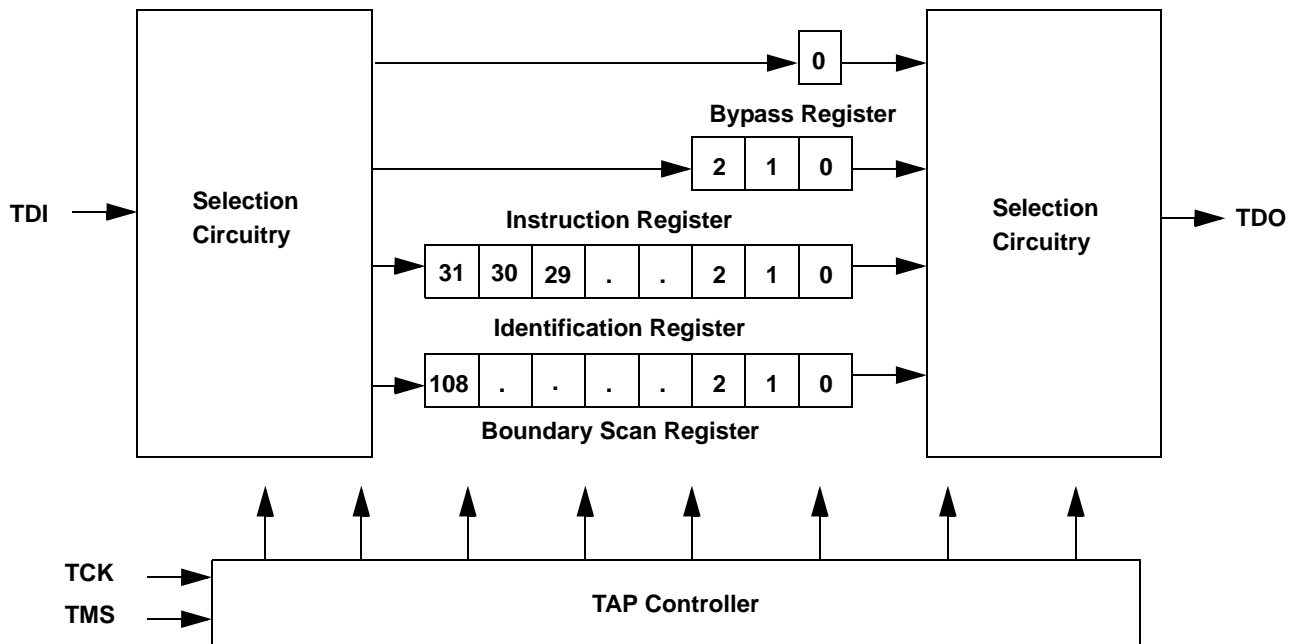 0
Bypass Register
2 1 0
Selection
Circuitry
Selection
Circuitry
TDI
TDO
Instruction Register
31 30 29 . . 2 1 0
Identification Register
108 . . . . 2 1 0
Boundary Scan Register
TCK
TMS
TAP Controller